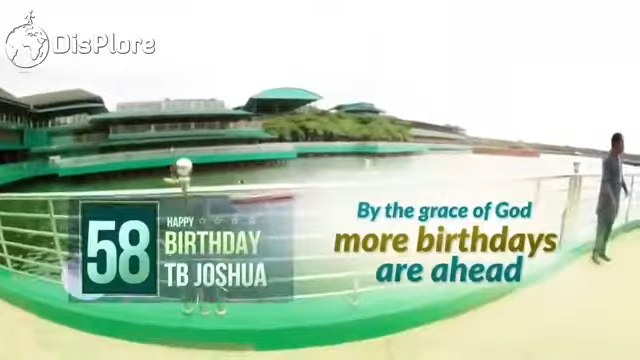 DisPlore
58
HAPPY
BIRTHDAY
TB JOSHUA
By the grace of God
more birthdays
are ahead